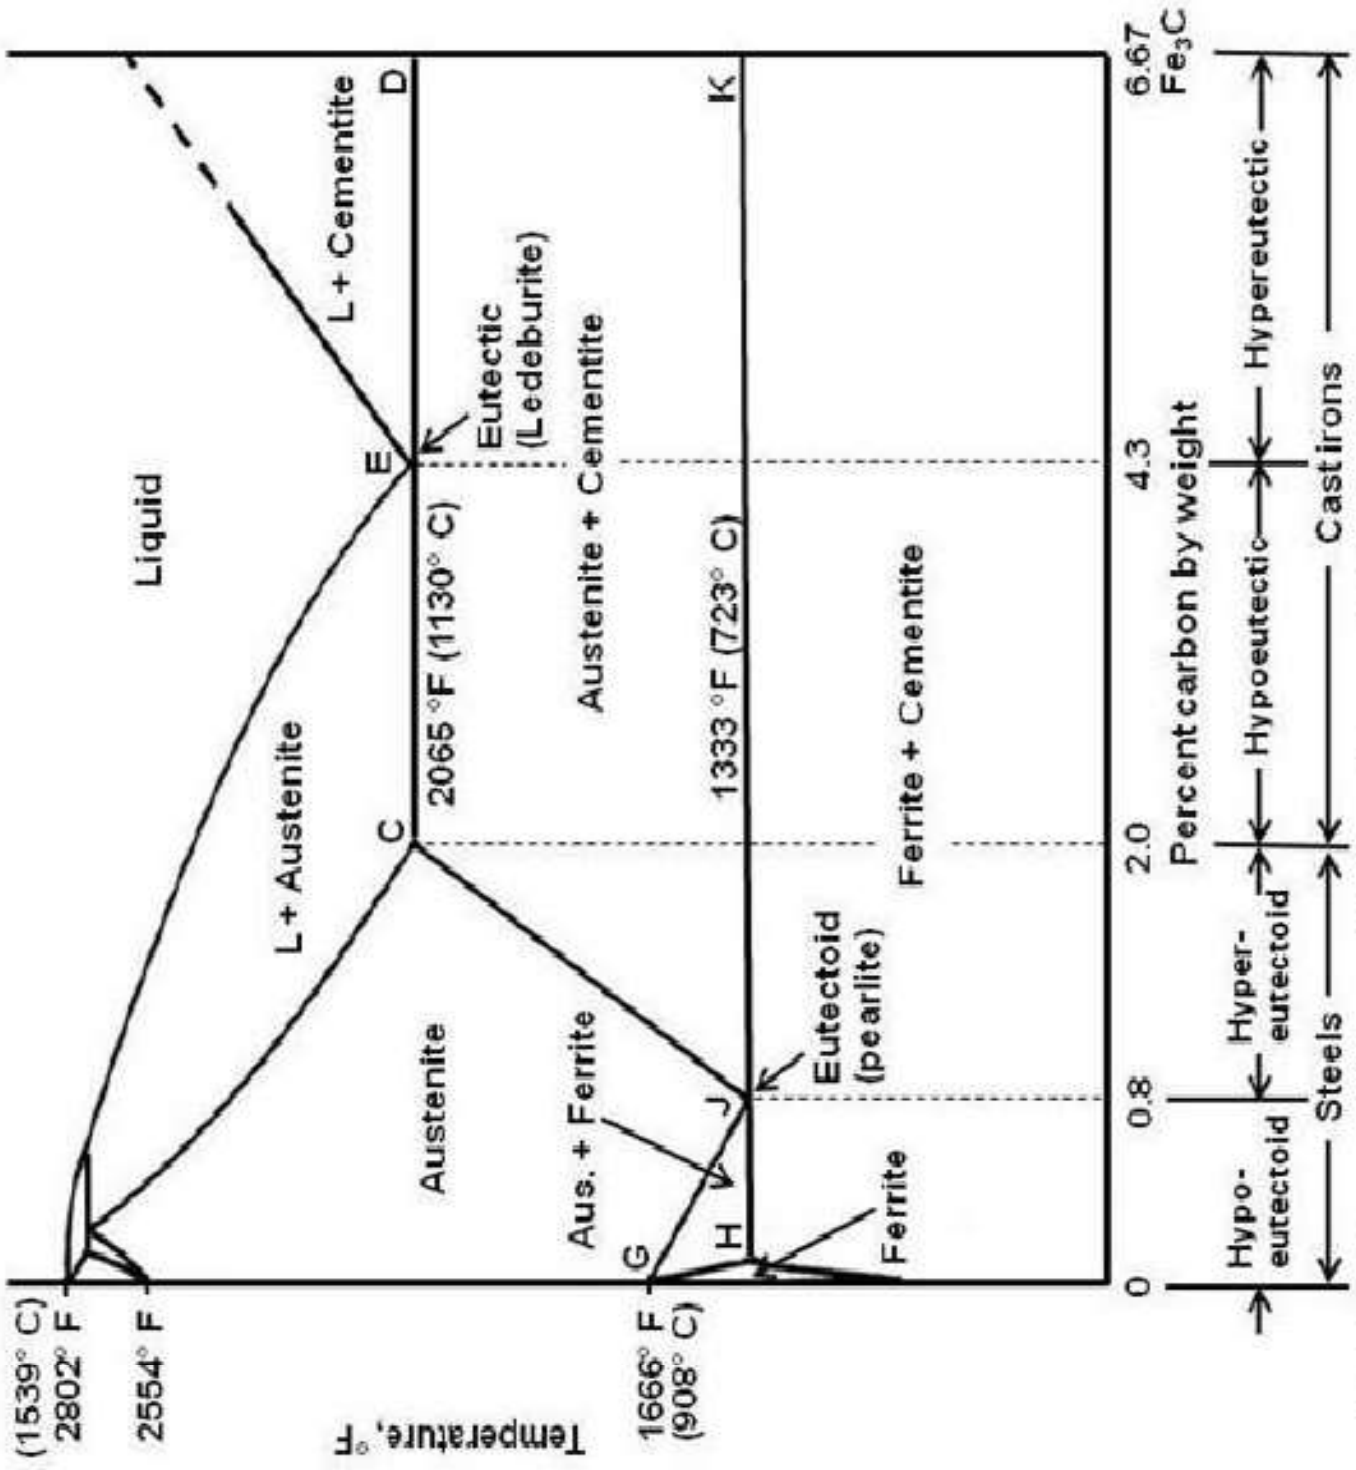 (1539° C)
2802° F
2554° F
Liquid
L+ Austenite
L+ Cementite
C
E
D
2065 °F (1130° C)
Eutectic
(Ledeburite)
Austenite
Austenite + Cementite
Temperature, °F
Aus. + Ferrite
1666° F
(908° C)
G
H
J
1333 °F (723° C)
K
Eutectoid
(pearlite)
Ferrite
Ferrite + Cementite
0
0.8
2.0
4.3
6.67
Percent carbon by weight
Fe₃C
Hypo-
eutectoid
Hyper-
eutectoid
Hypoeutectic
Hypereutectic
Steels
Cast irons